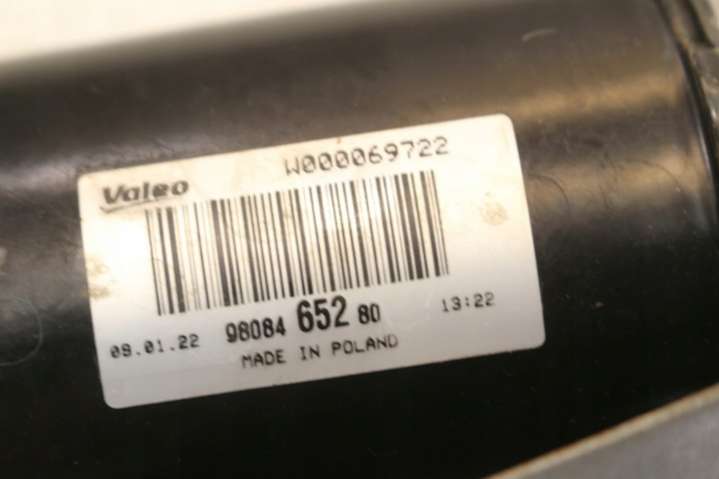 W000069722
Valeo
09.01.22 98084 652 80 13:22
MADE IN POLAND